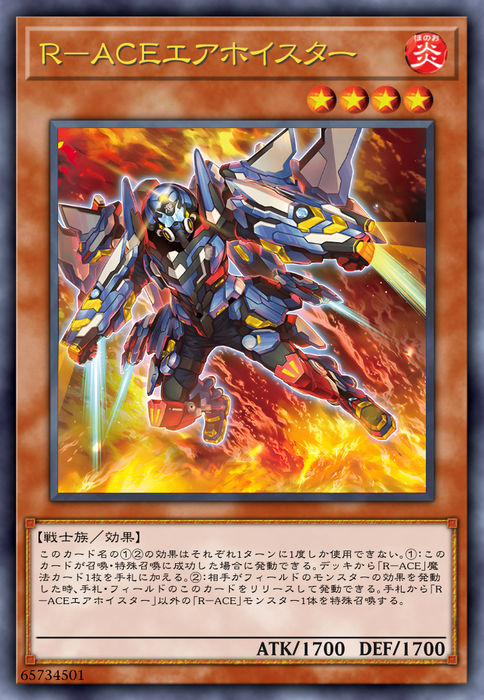 R－ACEエアホイスター
ほのお
炎
【戦士族／効果】
このカード名の①②の効果はそれぞれ1ターンに1度しか使用できない。①：この
カードが召喚・特殊召喚に成功した場合に発動できる。デッキから「R－ACE」魔
法カード1枚を手札に加える。②：相手がフィールドのモンスターの効果を発動
した時、手札・フィールドのこのカードをリリースして発動できる。手札から「R
－ACEエアホイスター」以外の「R－ACE」モンスター1体を特殊召喚する。
ATK/1700 DEF/1700
65734501